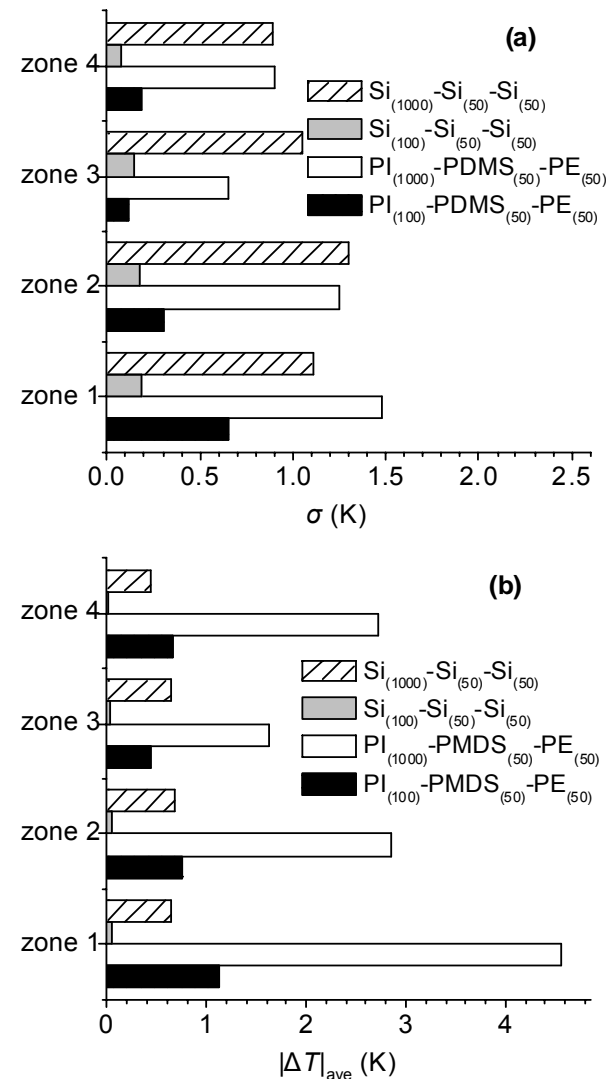 (a)
zone 4
zone 3
zone 2
zone 1
Si(1000)-Si(50)-Si(50)
Si(100)-Si(50)-Si(50)
PI(1000)-PDMS(50)-PE(50)
PI(100)-PDMS(50)-PE(50)
0.0 0.5 1.0 1.5 2.0 2.5
σ (K)
(b)
zone 4
zone 3
zone 2
zone 1
Si(1000)-Si(50)-Si(50)
Si(100)-Si(50)-Si(50)
PI(1000)-PMDS(50)-PE(50)
PI(100)-PMDS(50)-PE(50)
0 1 2 3 4
|ΔT|ave (K)